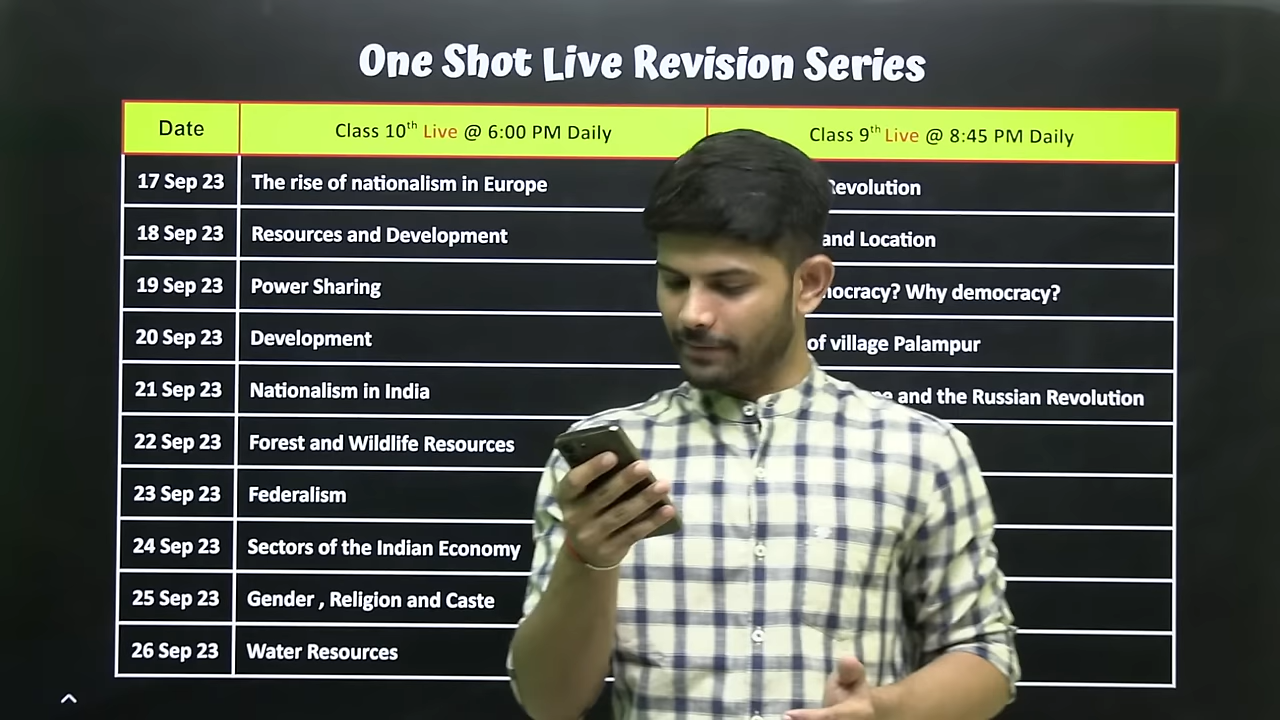 One Shot Live Revision Series
Date Class 10th Live @ 6:00 PM Daily Class 9th Live @ 8:45 PM Daily
17 Sep 23 The rise of nationalism in Europe Revolution
18 Sep 23 Resources and Development and Location
19 Sep 23 Power Sharing Why democracy?
20 Sep 23 Development of village Palampur
21 Sep 23 Nationalism in India and the Russian Revolution
22 Sep 23 Forest and Wildlife Resources
23 Sep 23 Federalism
24 Sep 23 Sectors of the Indian Economy
25 Sep 23 Gender , Religion and Caste
26 Sep 23 Water Resources